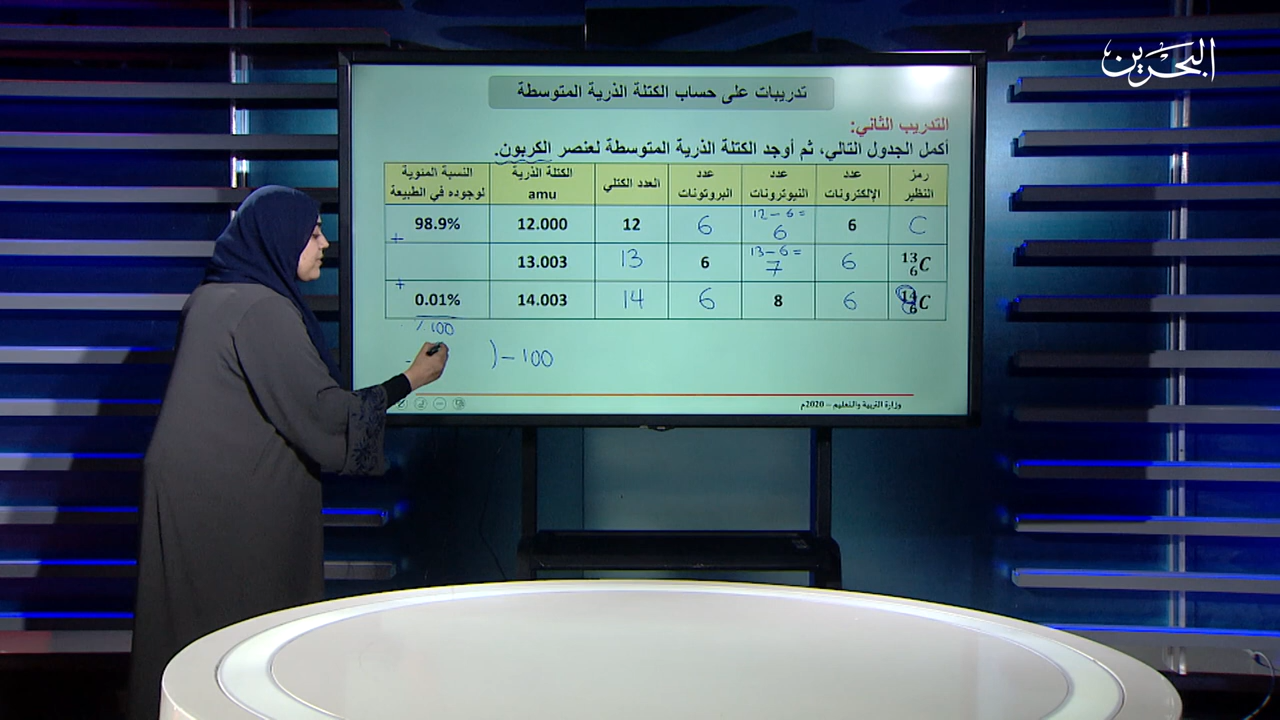 البحرين
تدريبات على حساب الكتلة الذرية المتوسطة
التدريب الثاني:
أكمل الجدول التالي، ثم أوجد الكتلة الذرية المتوسطة لعنصر الكربون.
رمز النظير | عدد الإلكترونات | عدد النيوترونات | عدد البروتونات | العدد الكتلي | الكتلة الذرية amu | النسبة المئوية لوجوده في الطبيعة
C | 6 | 12 - 6 = 6 | 6 | 12 | 12.000 | 98.9% +
13 6 C | 6 | 13 - 6 = 7 | 6 | 13 | 13.003 | +
6 C | 6 | 8 | 6 | 14 | 14.003 | 0.01%
% 100
) - 100
وزارة التربية والتعليم – 2020م